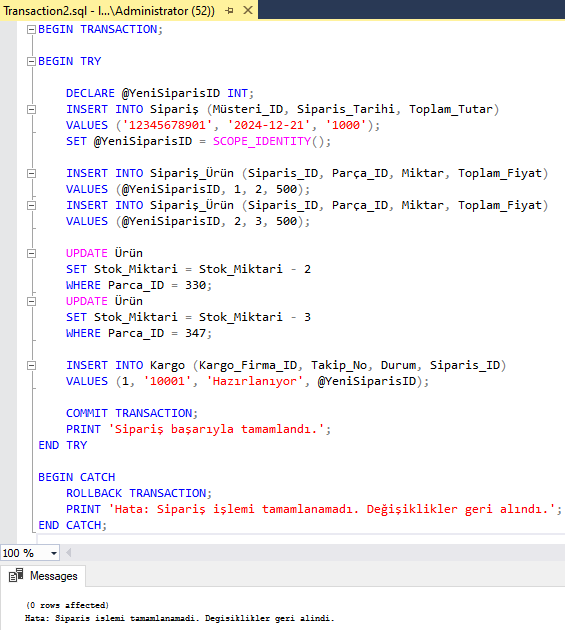 Transaction2.sql - I...\Administrator (52))
BEGIN TRANSACTION;
BEGIN TRY
DECLARE @YeniSiparisID INT;
INSERT INTO Sipariş (Müsteri_ID, Siparis_Tarihi, Toplam_Tutar)
VALUES ('12345678901', '2024-12-21', '1000');
SET @YeniSiparisID = SCOPE_IDENTITY();
INSERT INTO Sipariş_Ürün (Siparis_ID, Parça_ID, Miktar, Toplam_Fiyat)
VALUES (@YeniSiparisID, 1, 2, 500);
INSERT INTO Sipariş_Ürün (Siparis_ID, Parça_ID, Miktar, Toplam_Fiyat)
VALUES (@YeniSiparisID, 2, 3, 500);
UPDATE Ürün
SET Stok_Miktari = Stok_Miktari - 2
WHERE Parca_ID = 330;
UPDATE Ürün
SET Stok_Miktari = Stok_Miktari - 3
WHERE Parca_ID = 347;
INSERT INTO Kargo (Kargo_Firma_ID, Takip_No, Durum, Siparis_ID)
VALUES (1, '10001', 'Hazırlanıyor', @YeniSiparisID);
COMMIT TRANSACTION;
PRINT 'Sipariş başarıyla tamamlandı.';
END TRY
BEGIN CATCH
ROLLBACK TRANSACTION;
PRINT 'Hata: Sipariş işlemi tamamlanamadı. Değişiklikler geri alındı.';
END CATCH;
100 %
Messages
(0 rows affected)
Hata: Siparis islemi tamamlanamadi. Degisiklikler geri alindi.